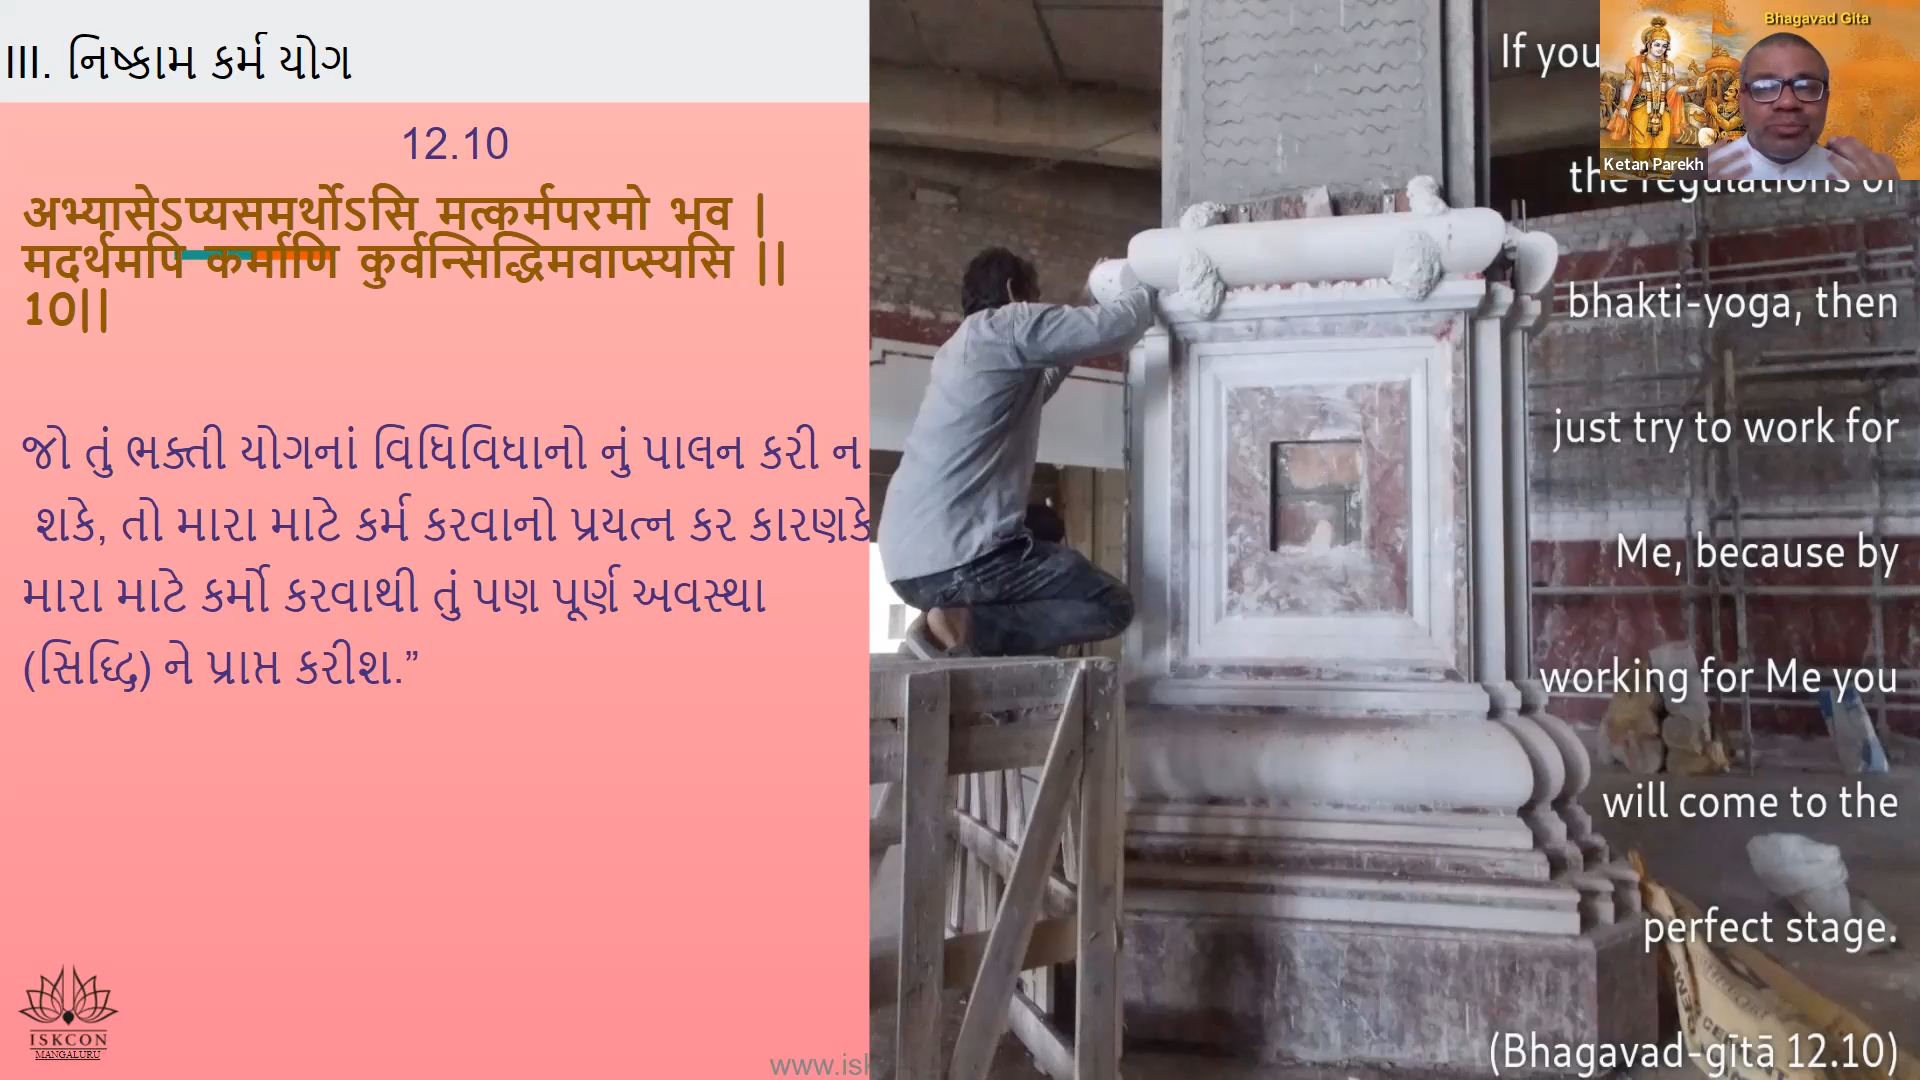 III. નિષ્કામ કર્મ યોગ
12.10
अभ्यासेऽप्यसमर्थोऽसि मत्कर्मपरमो भव |
मदर्थमपि कर्माणि कुर्वन्सिद्धिमवाप्स्यसि ||
10||
જો તું ભક્તી યોગનાં વિધિવિધાનો નું પાલન કરી ન
શકે, તો મારા માટે કર્મ કરવાનો પ્રયત્ન કર કારણકે
મારા માટે કર્મો કરવાથી તું પણ પૂર્ણ અવસ્થા
(સિધ્ધિ) ને પ્રાપ્ત કરીશ.”
ISKCON
MANGALURU
If you
the regulations of
bhakti-yoga, then
just try to work for
Me, because by
working for Me you
will come to the
perfect stage.
(Bhagavad-gītā 12.10)
Bhagavad Gita
Ketan Parekh